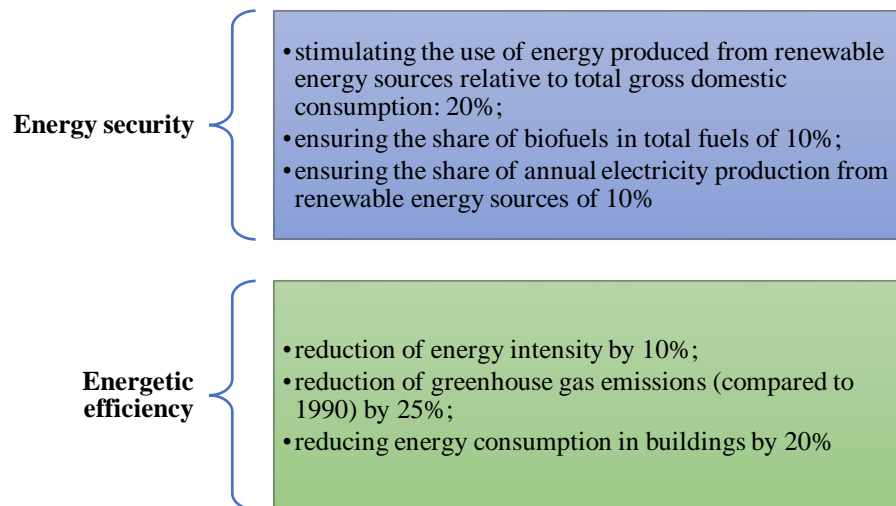 Energy security
•stimulating the use of energy produced from renewable
energy sources relative to total gross domestic
consumption: 20%;
•ensuring the share of biofuels in total fuels of 10%;
•ensuring the share of annual electricity production from
renewable energy sources of 10%
Energetic
efficiency
•reduction of energy intensity by 10%;
•reduction of greenhouse gas emissions (compared to
1990) by 25%;
•reducing energy consumption in buildings by 20%